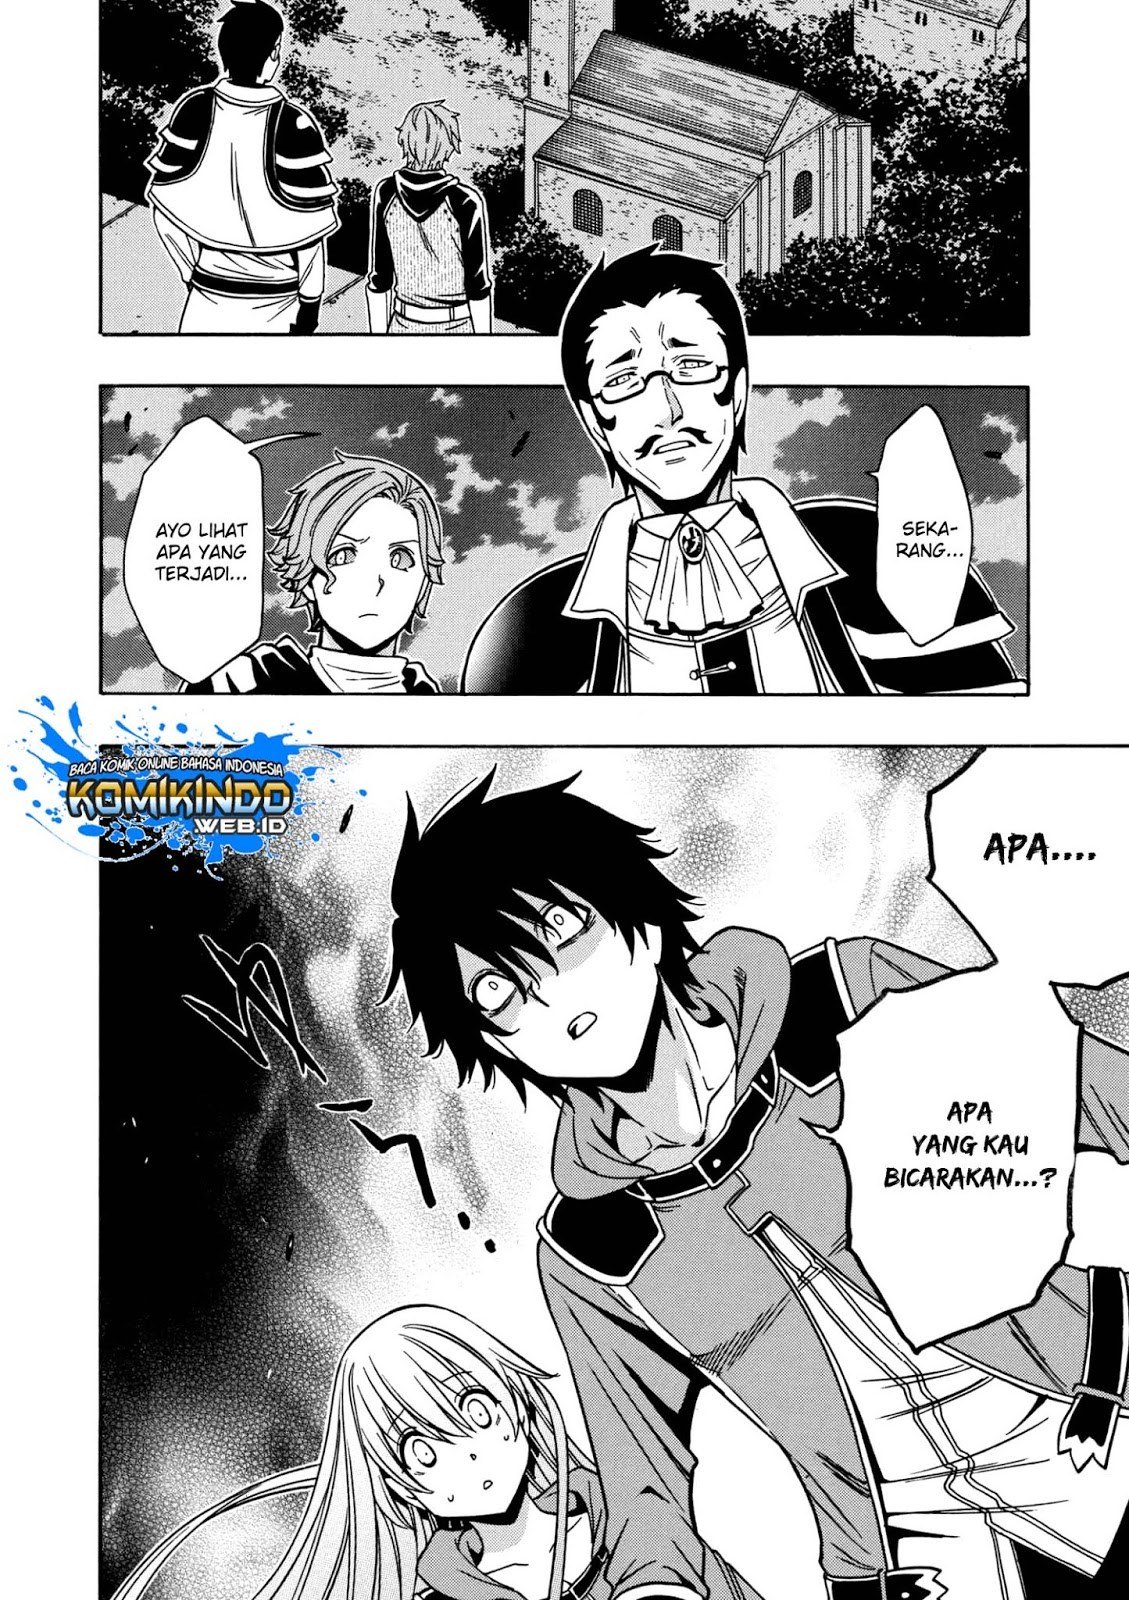 SEKA-
RANG...
AYO LIHAT
APA YANG
TERJADI...
BACA KOMIK ONLINE BAHASA INDONESIA
KOMIKINDO
WEB.ID
APA....
APA
YANG KAU
BICARAKAN...?